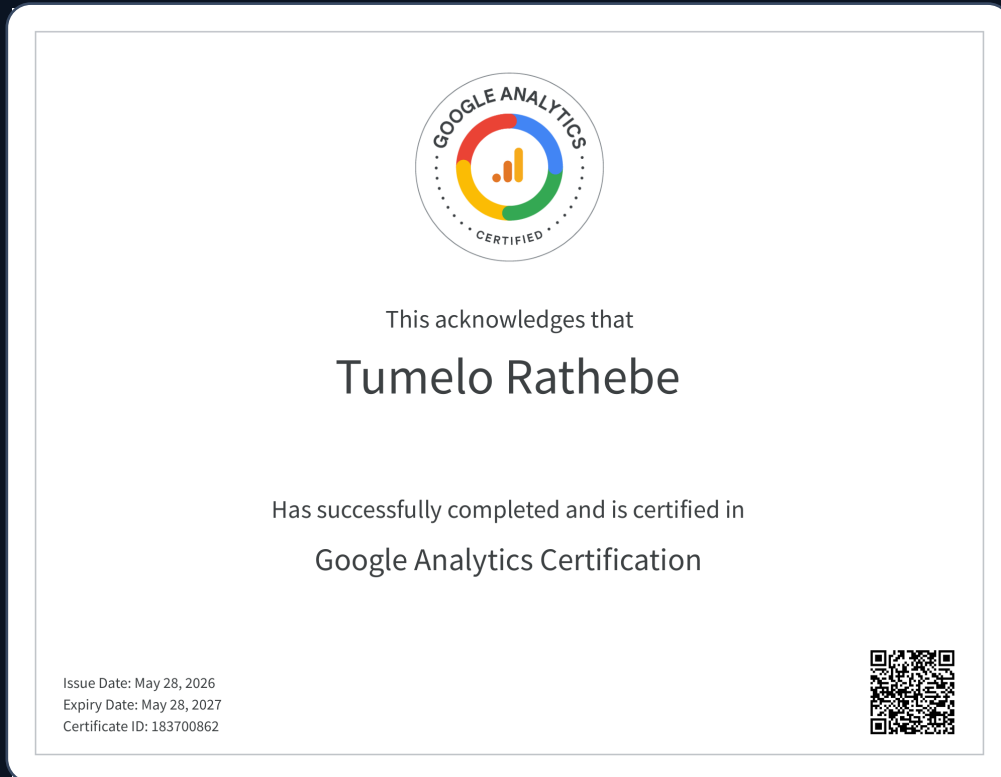 GOOGLE ANALYTICS
CERTIFIED
This acknowledges that
Tumelo Rathebe
Has successfully completed and is certified in
Google Analytics Certification
Issue Date: May 28, 2026
Expiry Date: May 28, 2027
Certificate ID: 183700862